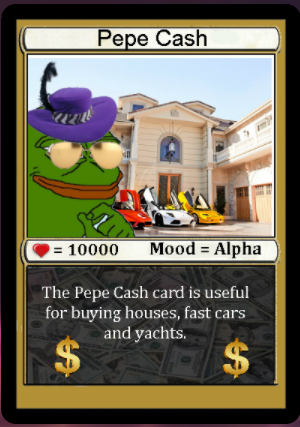 Pepe Cash
= 10000 Mood = Alpha
The Pepe Cash card is useful
for buying houses, fast cars
and yachts.
$ $